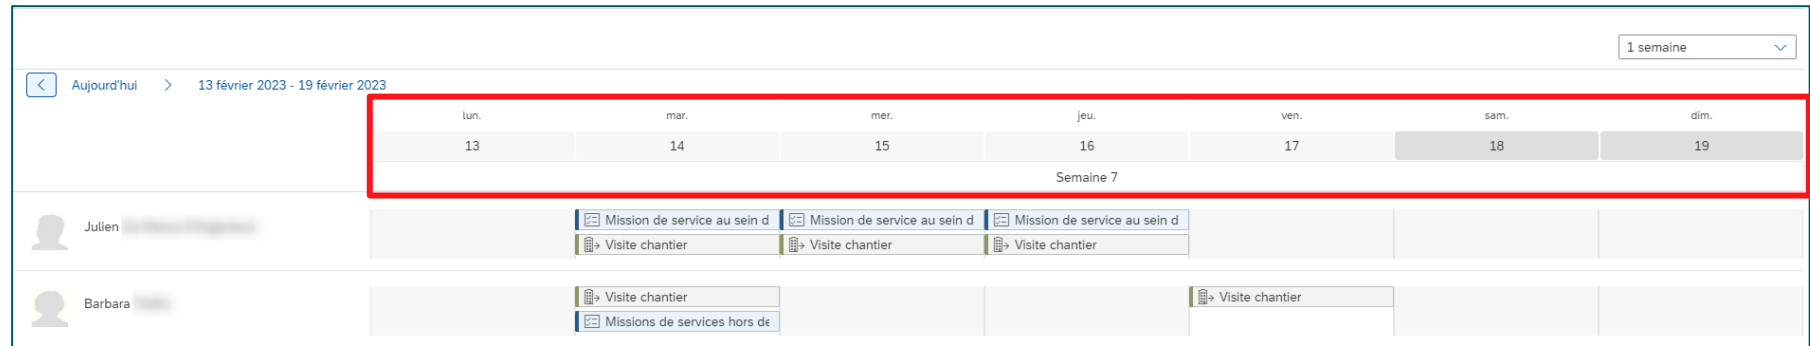 1 semaine
Aujourd'hui 13 février 2023 - 19 février 2023
lun. mar. mer. jeu. ven. sam. dim.
13 14 15 16 17 18 19
Semaine 7
Julien Mission de service au sein d Mission de service au sein d Mission de service au sein d
Visite chantier Visite chantier Visite chantier
Barbara Visite chantier Visite chantier
Missions de services hors de